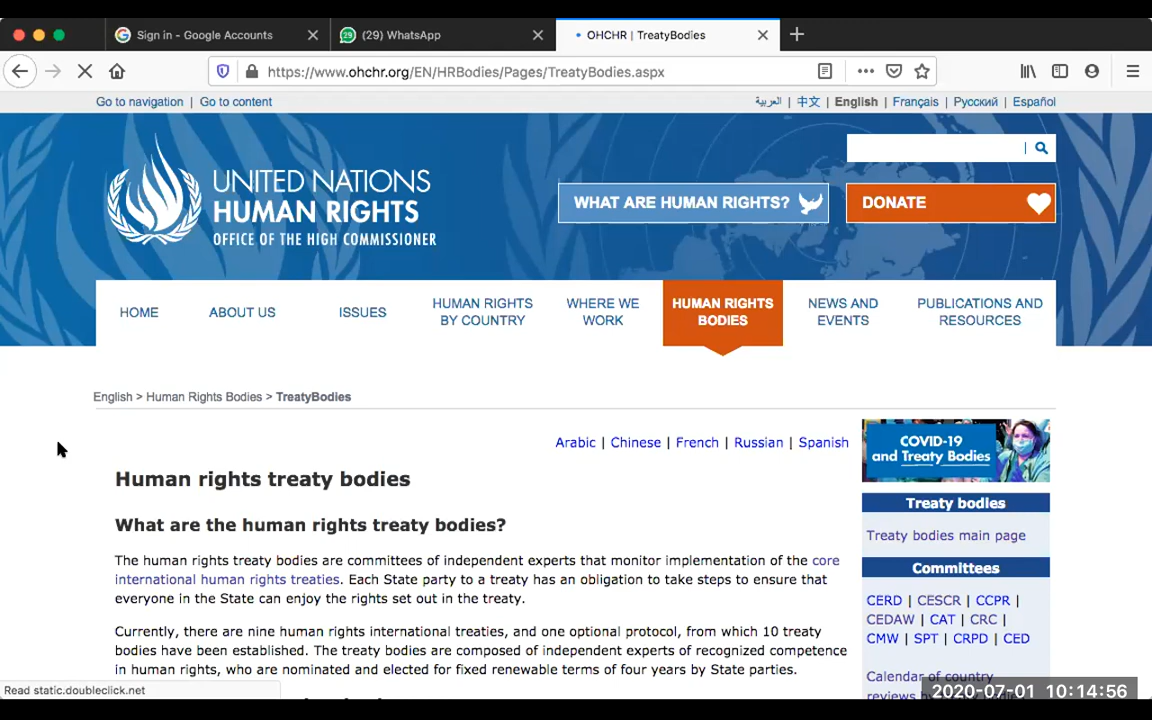 Sign in - Google Accounts
(29) WhatsApp
OHCHR | TreatyBodies
https://www.ohchr.org/EN/HRBodies/Pages/TreatyBodies.aspx
Go to navigation | Go to content
العربية | 中文 | English | Français | Русский | Español
UNITED NATIONS
HUMAN RIGHTS
OFFICE OF THE HIGH COMMISSIONER
WHAT ARE HUMAN RIGHTS?
DONATE
HOME
ABOUT US
ISSUES
HUMAN RIGHTS
BY COUNTRY
WHERE WE
WORK
HUMAN RIGHTS
BODIES
NEWS AND
EVENTS
PUBLICATIONS AND
RESOURCES
English > Human Rights Bodies > TreatyBodies
Arabic | Chinese | French | Russian | Spanish
Human rights treaty bodies
What are the human rights treaty bodies?
The human rights treaty bodies are committees of independent experts that monitor implementation of the core
international human rights treaties. Each State party to a treaty has an obligation to take steps to ensure that
everyone in the State can enjoy the rights set out in the treaty.
Currently, there are nine human rights international treaties, and one optional protocol, from which 10 treaty
bodies have been established. The treaty bodies are composed of independent experts of recognized competence
in human rights, who are nominated and elected for fixed renewable terms of four years by State parties.
COVID-19
and Treaty Bodies
Treaty bodies
Treaty bodies main page
Committees
CERD | CESCR | CCPR |
CEDAW | CAT | CRC |
CMW | SPT | CRPD | CED
Calendar of country
reviews by
Read static.doubleclick.net
2020-07-01 10:14:56